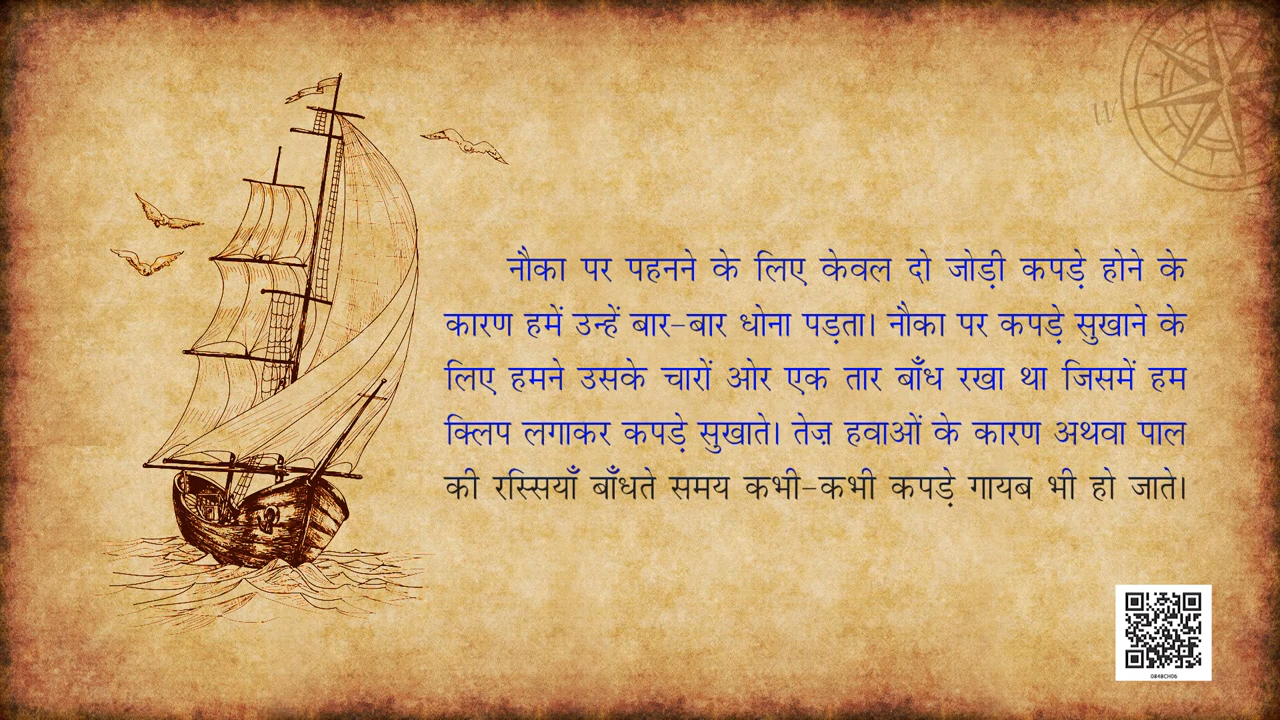 W
नौका पर पहनने के लिए केवल दो जोड़ी कपड़े होने के
कारण हमें उन्हें बार-बार धोना पड़ता। नौका पर कपड़े सुखाने के
लिए हमने उसके चारों ओर एक तार बाँध रखा था जिसमें हम
क्लिप लगाकर कपड़े सुखाते। तेज़ हवाओं के कारण अथवा पाल
की रस्सियाँ बाँधते समय कभी-कभी कपड़े गायब भी हो जाते।
0848CH06